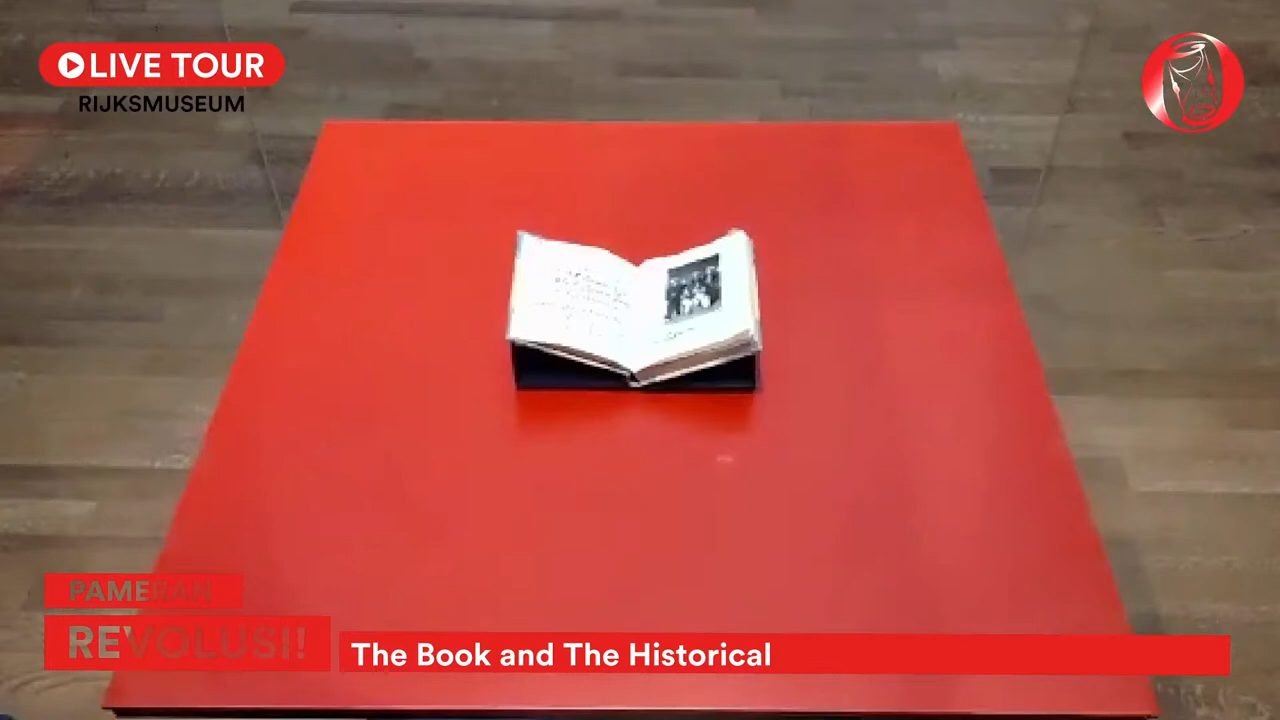 LIVE TOUR
RIJKSMUSEUM
PAMERAN
REVOLUSI!
The Book and The Historical